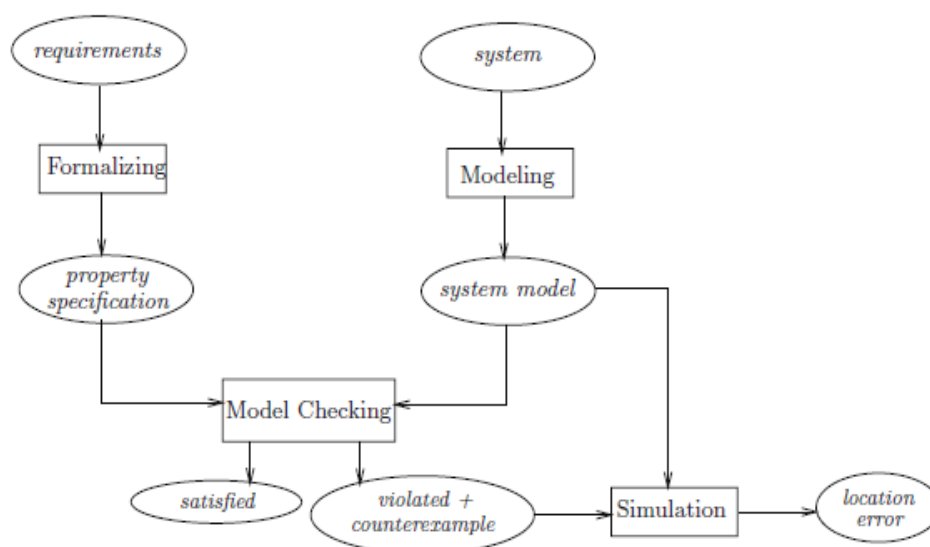 requirements
system
Formalizing
Modeling
property
specification
system model
Model Checking
satisfied
violated +
counterexample
Simulation
location
error